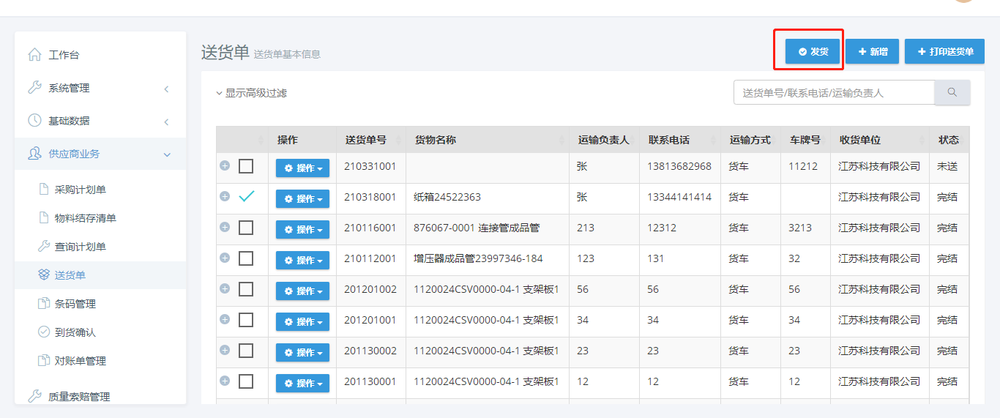 工作台
系统管理
基础数据
供应商业务
采购计划单
物料结存清单
查询计划单
送货单
条码管理
到货确认
对账单管理
质量索赔管理
送货单 送货单基本信息
发货 新增 打印送货单
显示高级过滤 送货单号/联系电话/运输负责人
操作 送货单号 货物名称 运输负责人 联系电话 运输方式 车牌号 收货单位 状态
操作 210331001 张 13813682968 货车 11212 江苏科技有限公司 未送
操作 210318001 纸箱24522363 张 13344141414 货车 江苏科技有限公司 完结
操作 210116001 876067-0001 连接管成品管 213 12312 货车 3213 江苏科技有限公司 完结
操作 210112001 增压器成品管23997346-184 123 131 货车 32 江苏科技有限公司 完结
操作 201201002 1120024CSV0000-04-1 支架板1 56 56 货车 56 江苏科技有限公司 完结
操作 201201001 1120024CSV0000-04-1 支架板1 34 34 货车 34 江苏科技有限公司 完结
操作 201130002 1120024CSV0000-04-1 支架板1 23 23 货车 23 江苏科技有限公司 完结
操作 201130001 1120024CSV0000-04-1 支架板1 12 12 货车 12 江苏科技有限公司 完结